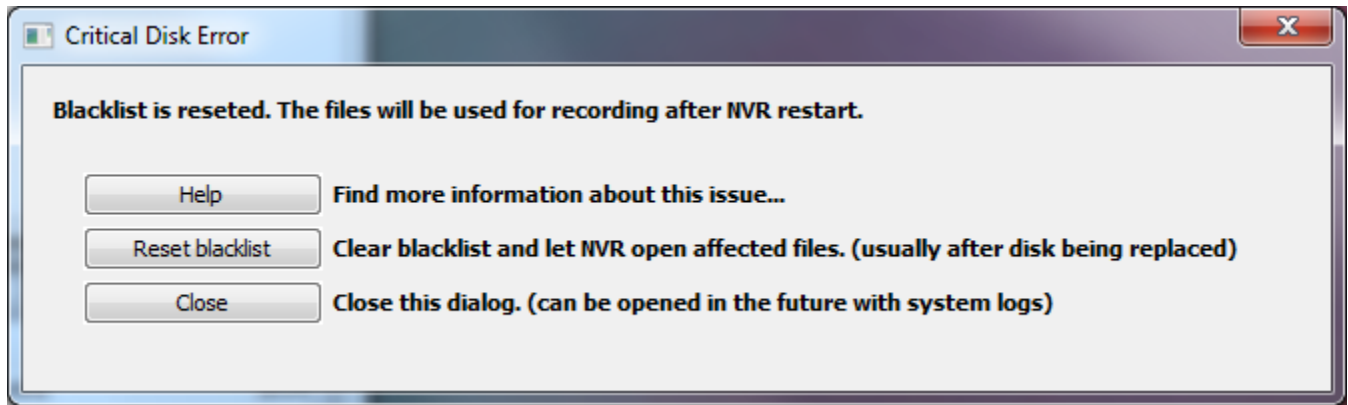 Critical Disk Error
Blacklist is reseted. The files will be used for recording after NVR restart.
Help Find more information about this issue...
Reset blacklist Clear blacklist and let NVR open affected files. (usually after disk being replaced)
Close Close this dialog. (can be opened in the future with system logs)